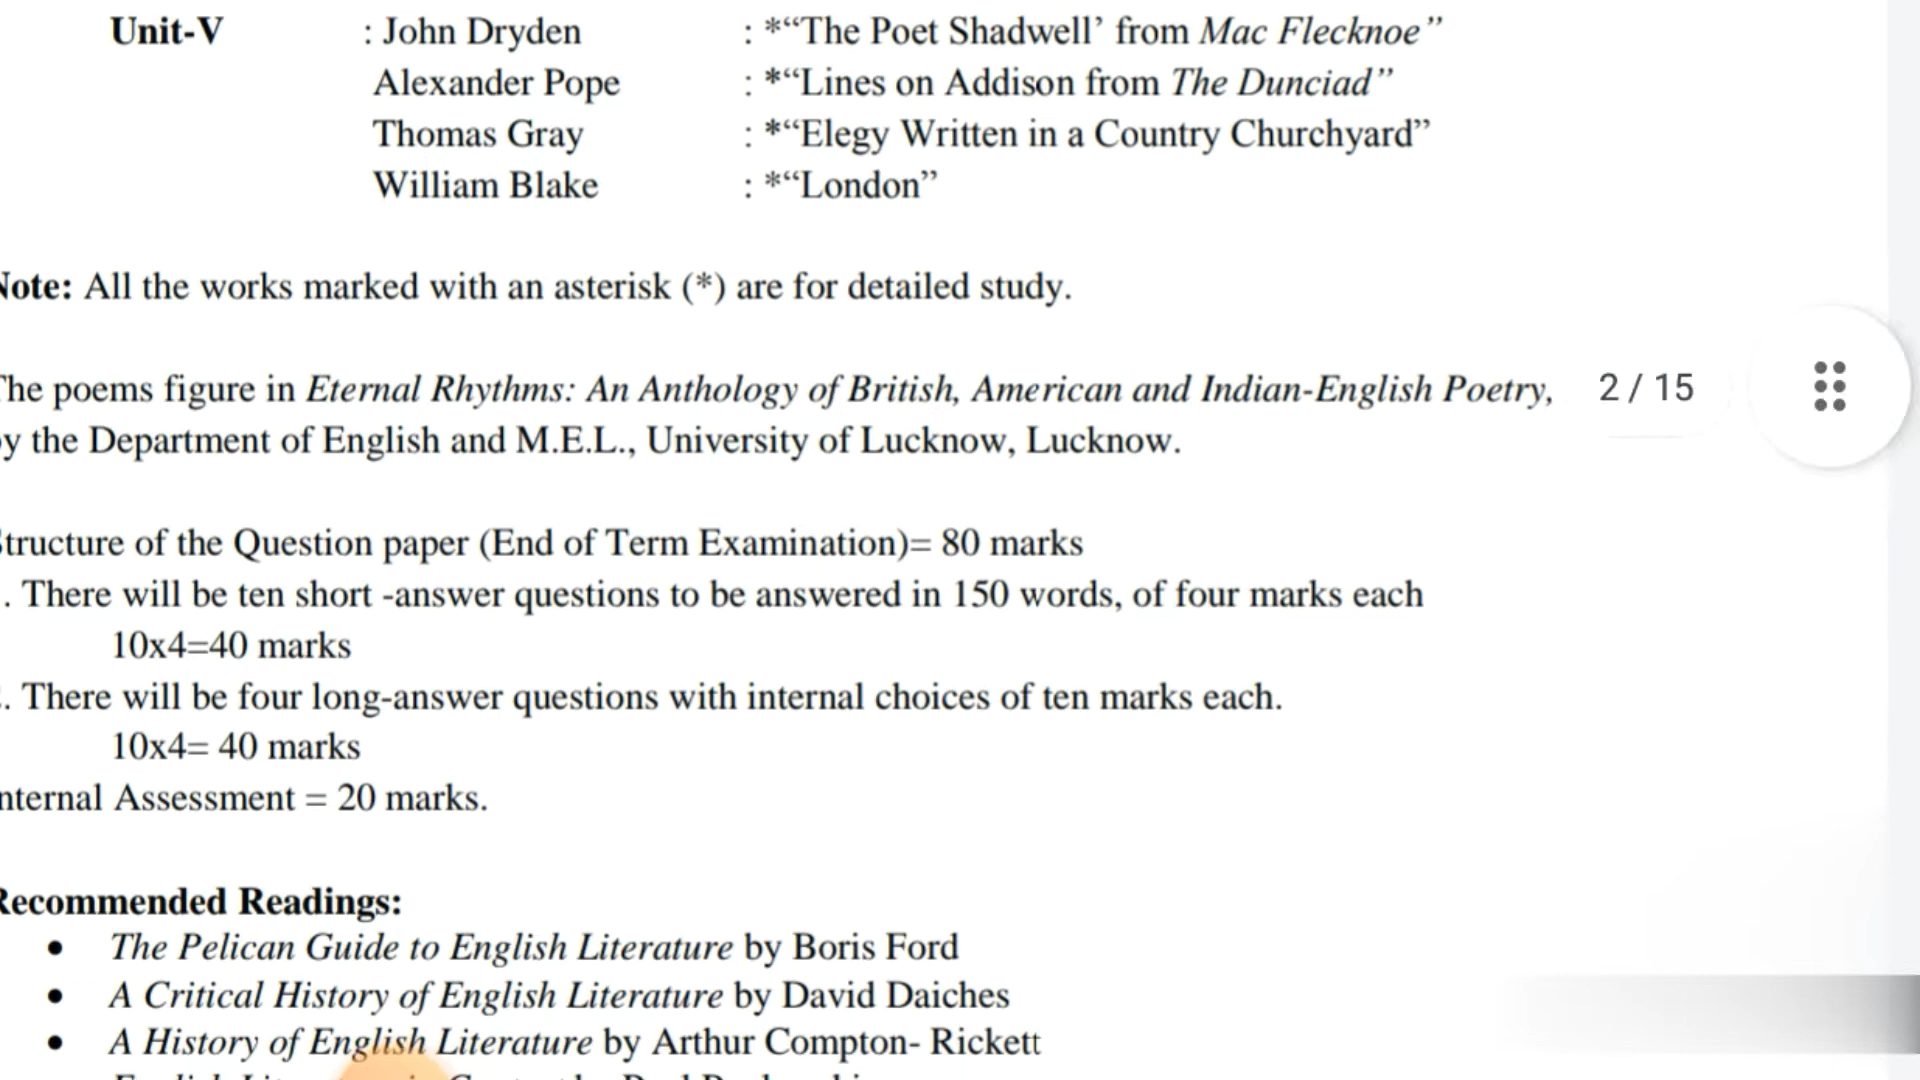 Unit-V : John Dryden : *“The Poet Shadwell’ from Mac Flecknoe”
Alexander Pope : *“Lines on Addison from The Dunciad”
Thomas Gray : *“Elegy Written in a Country Churchyard”
William Blake : *“London”
Note: All the works marked with an asterisk (*) are for detailed study.
The poems figure in Eternal Rhythms: An Anthology of British, American and Indian-English Poetry,
2 / 15
by the Department of English and M.E.L., University of Lucknow, Lucknow.
Structure of the Question paper (End of Term Examination)= 80 marks
. There will be ten short -answer questions to be answered in 150 words, of four marks each
10x4=40 marks
. There will be four long-answer questions with internal choices of ten marks each.
10x4= 40 marks
nternal Assessment = 20 marks.
Recommended Readings:
• The Pelican Guide to English Literature by Boris Ford
• A Critical History of English Literature by David Daiches
• A History of English Literature by Arthur Compton- Rickett